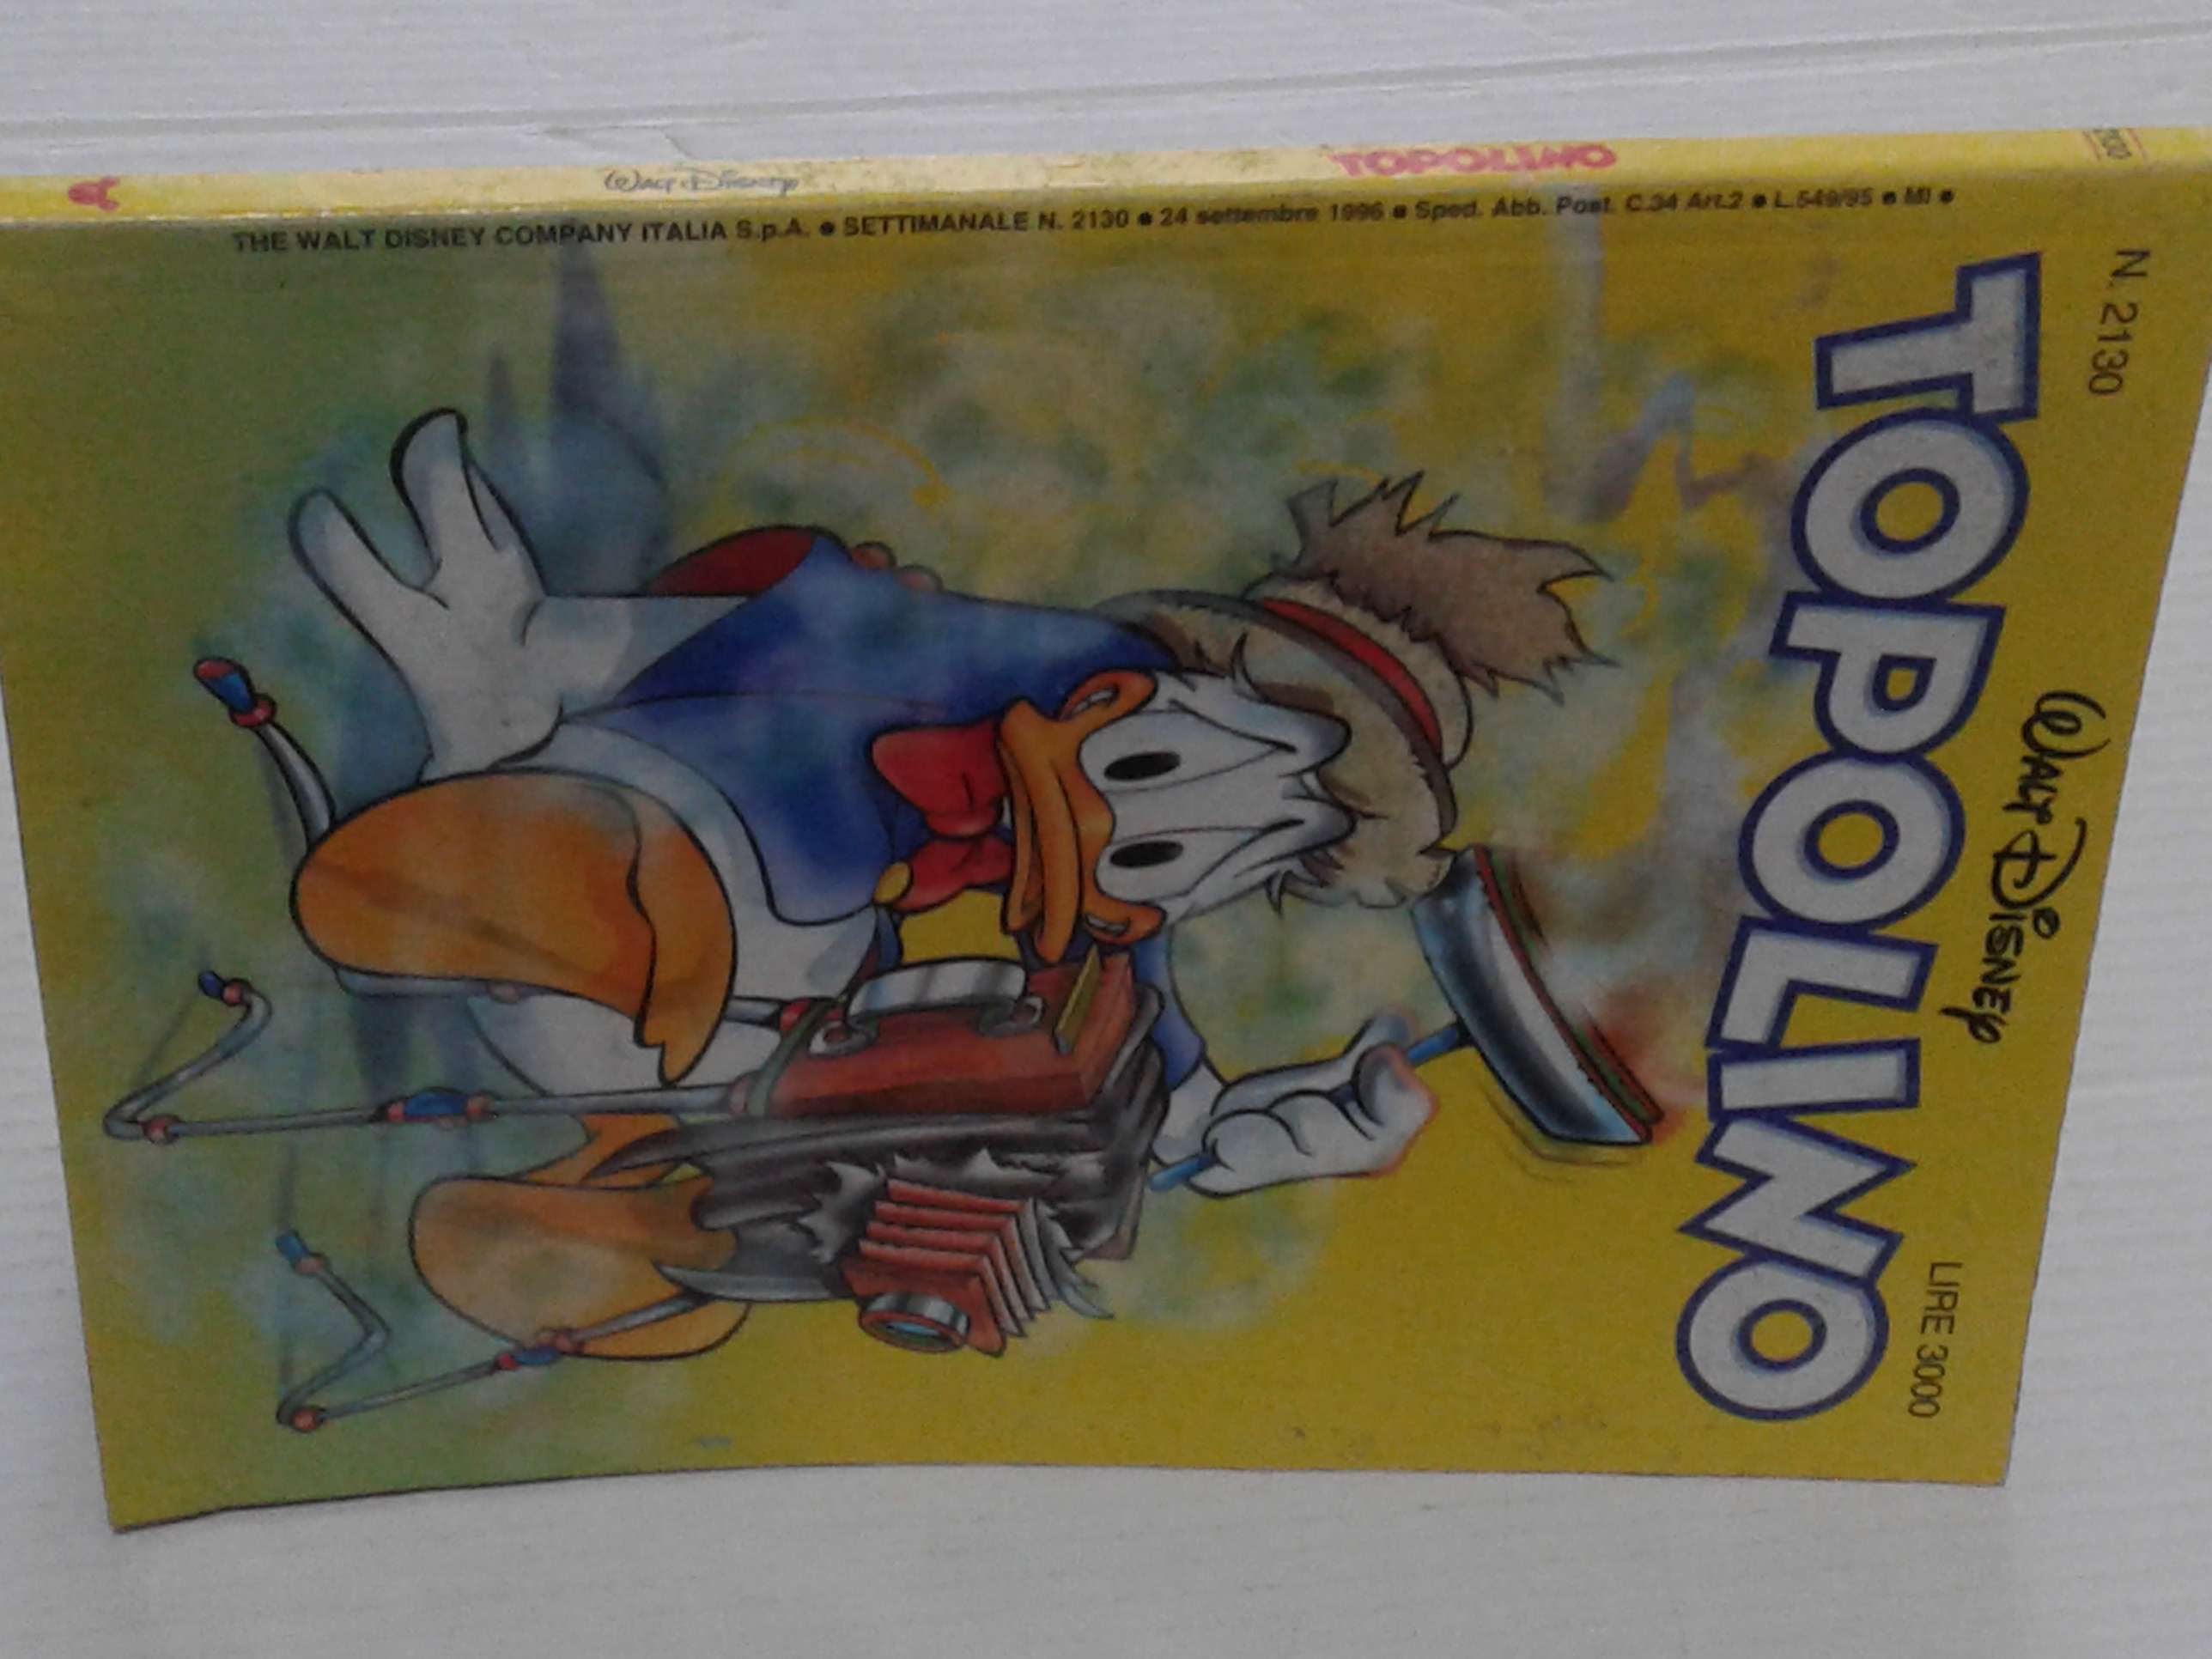 WALT DISNEY
TOPOLINO
THE WALT DISNEY COMPANY ITALIA S.p.A. • SETTIMANALE N. 2130 • 24 settembre 1996 • Sped. Abb. Post. C.34 Art.2 • L.549/95 • MI •
N. 2130
WALT DISNEY
LIRE 3000
TOPOLINO